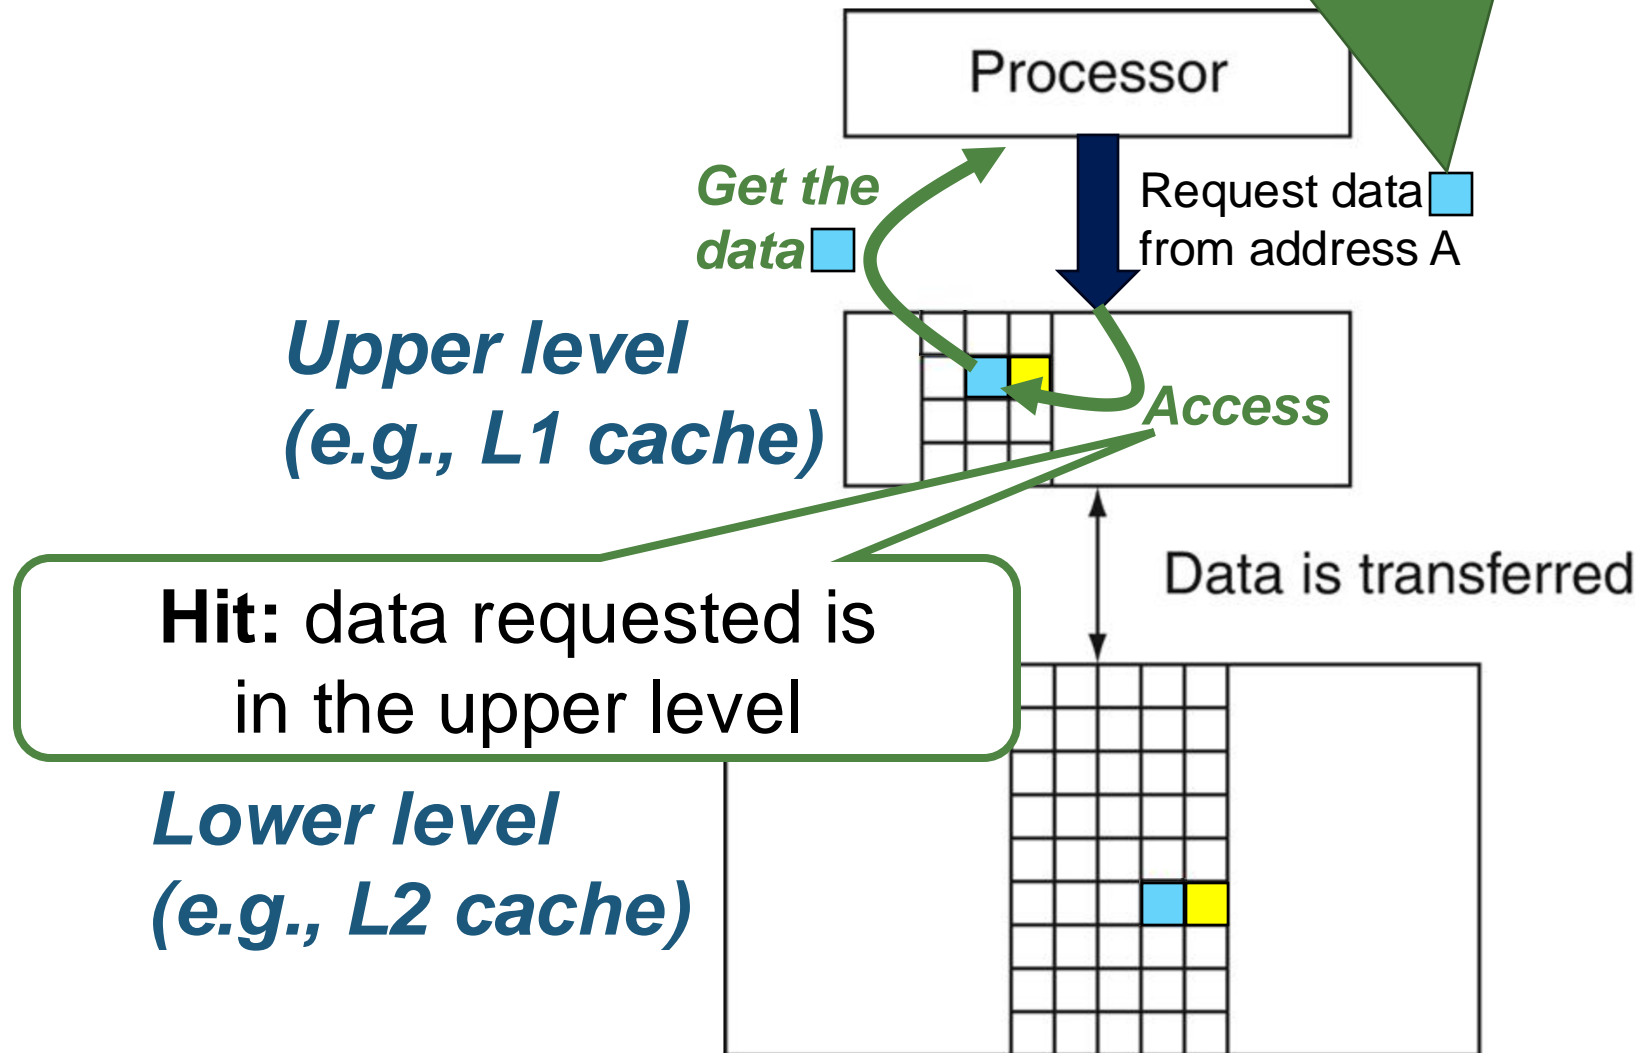 Processor
Get the
data
Request data
from address A
Upper level
(e.g., L1 cache)
Access
Data is transferred
Hit: data requested is
in the upper level
Lower level
(e.g., L2 cache)